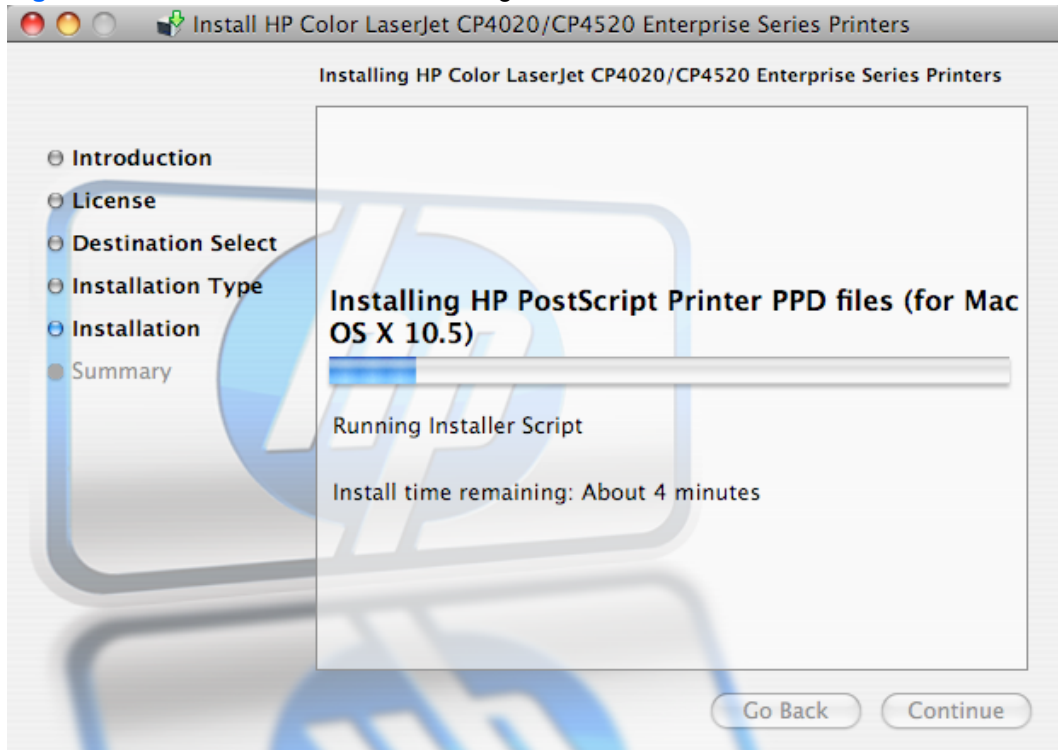 Install HP Color LaserJet CP4020/CP4520 Enterprise Series Printers
Installing HP Color LaserJet CP4020/CP4520 Enterprise Series Printers
Introduction
License
Destination Select
Installation Type
Installation
Summary
Installing HP PostScript Printer PPD files (for Mac
OS X 10.5)
Running Installer Script
Install time remaining: About 4 minutes
hp
Go Back
Continue